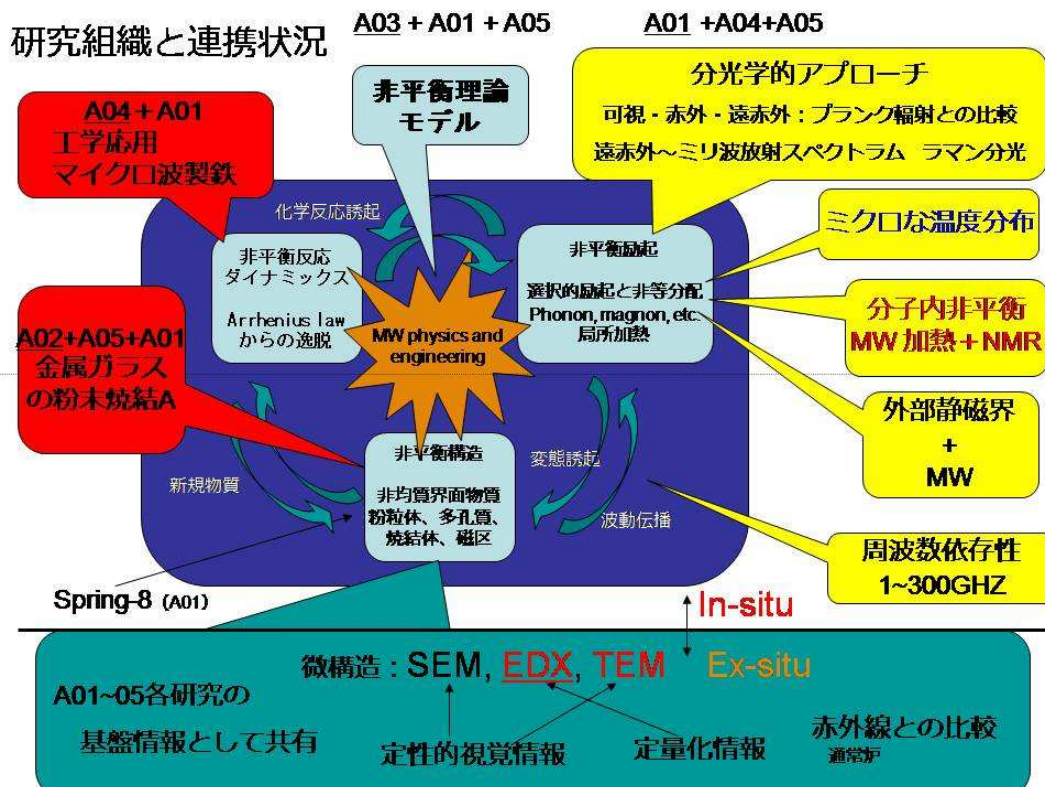 研究組織と連携状況
A03 + A01 + A05
A01 +A04+A05
A04 + A01
工学応用
マイクロ波製鉄
非平衡理論
モデル
分光学的アプローチ
可視・赤外・遠赤外：プランク輻射との比較
遠赤外～ミリ波放射スペクトラム ラマン分光
化学反応誘起
非平衡反応
ダイナミックス
Arrhenius law
からの逸脱
非平衡励起
選択的励起と非等分配
Phonon, magnon, etc.
局所加熱
ミクロな温度分布
分子内非平衡
MW 加熱＋NMR
MW physics and
engineering
A02+A05+A01
金属ガラス
の粉末焼結A
外部静磁界
+
MW
非平衡構造
非均質界面物質
粉粒体、多孔質、
焼結体、磁区
新規物質
変態誘起
波動伝播
周波数依存性
1~300GHZ
Spring-8 (A01)
In-situ
微構造 : SEM, EDX, TEM
Ex-situ
A01~05各研究の
基盤情報として共有
定性的視覚情報
定量化情報
赤外線との比較
通常炉